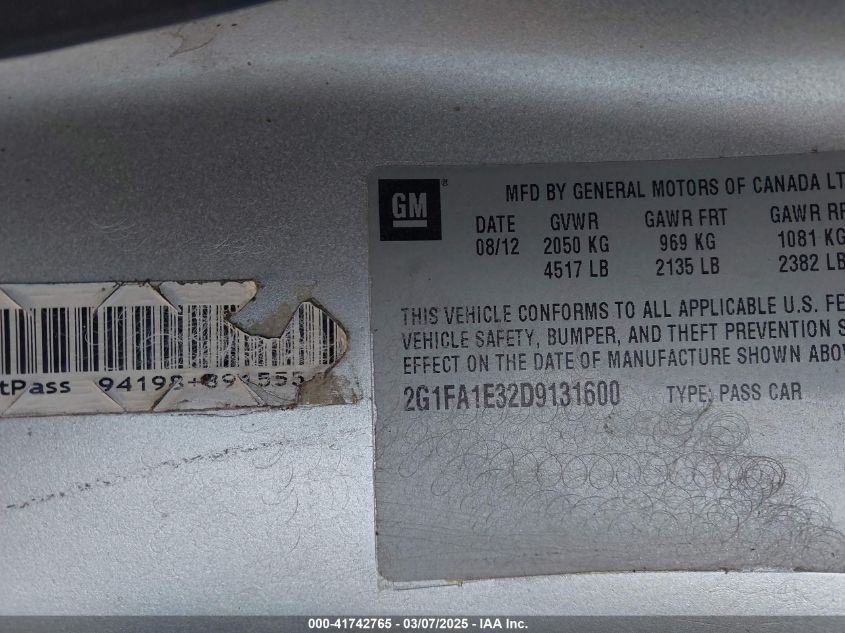 GM®
MFD BY GENERAL MOTORS OF CANADA LT
DATE GVWR GAWR FRT GAWR RR
08/12 2050 KG 969 KG 1081 KG
4517 LB 2135 LB 2382 LB
THIS VEHICLE CONFORMS TO ALL APPLICABLE U.S. FE
VEHICLE SAFETY, BUMPER, AND THEFT PREVENTION S
EFFECT ON THE DATE OF MANUFACTURE SHOWN ABOV
2G1FA1E32D9131600 TYPE: PASS CAR
tPass 94198+891555
000-41742765 – 03/07/2025 – IAA Inc.